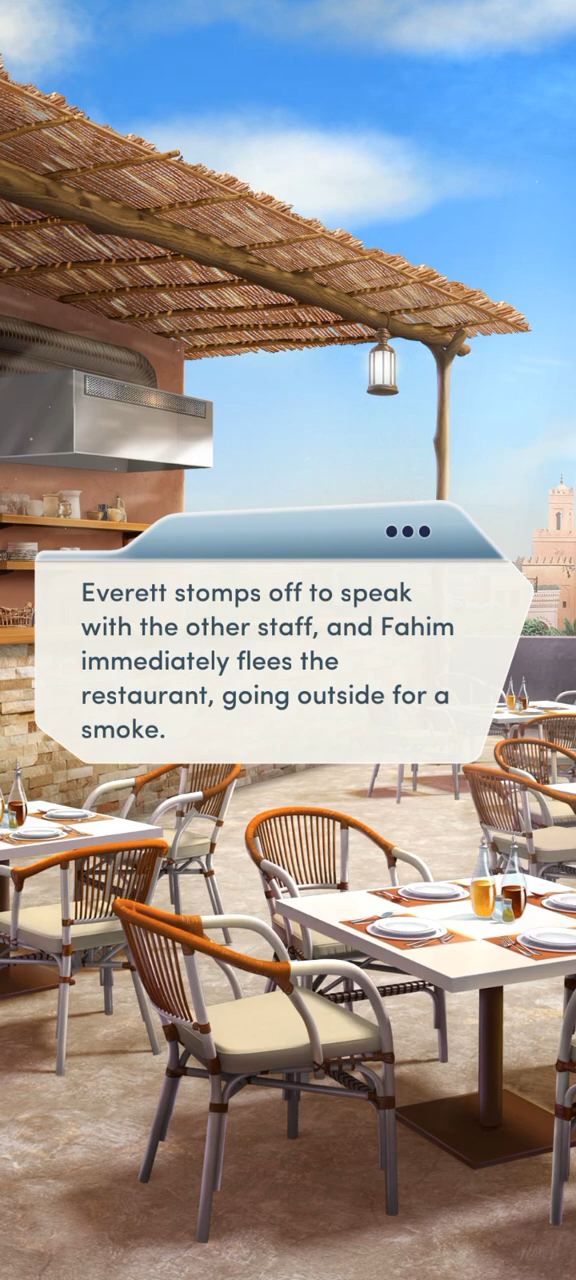 Everett stomps off to speak
with the other staff, and Fahim
immediately flees the
restaurant, going outside for a
smoke.